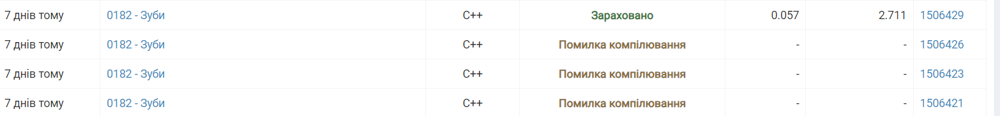 7 днів тому 0182 - Зуби C++ Зараховано 0.057 2.711 1506429
7 днів тому 0182 - Зуби C++ Помилка компілювання - - 1506426
7 днів тому 0182 - Зуби C++ Помилка компілювання - - 1506423
7 днів тому 0182 - Зуби C++ Помилка компілювання - - 1506421